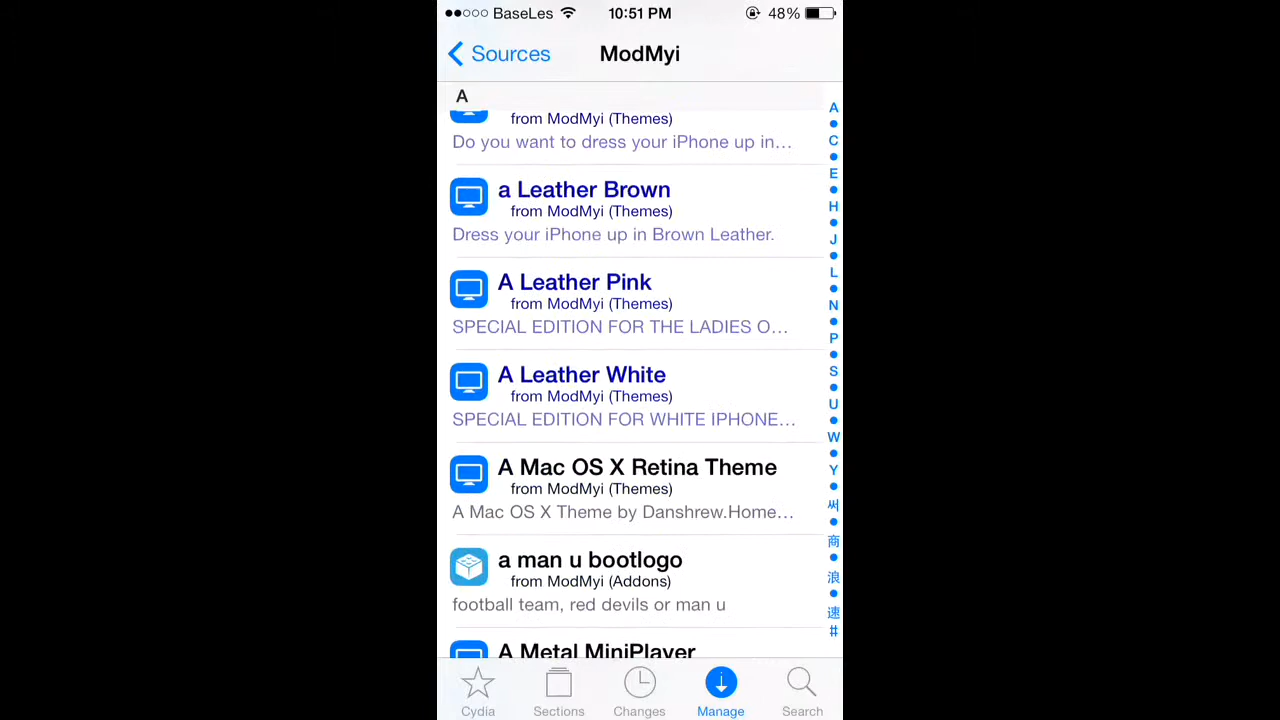 BaseLes 10:51 PM 48%
Sources ModMyi
A
from ModMyi (Themes)
Do you want to dress your iPhone up in...
a Leather Brown
from ModMyi (Themes)
Dress your iPhone up in Brown Leather.
A Leather Pink
from ModMyi (Themes)
SPECIAL EDITION FOR THE LADIES O...
A Leather White
from ModMyi (Themes)
SPECIAL EDITION FOR WHITE IPHONE...
A Mac OS X Retina Theme
from ModMyi (Themes)
A Mac OS X Theme by Danshrew.Home...
a man u bootlogo
from ModMyi (Addons)
football team, red devils or man u
A Metal MiniPlayer
A
C
E
H
J
L
N
P
S
U
W
Y
써
商
浪
速
#
Cydia Sections Changes Manage Search